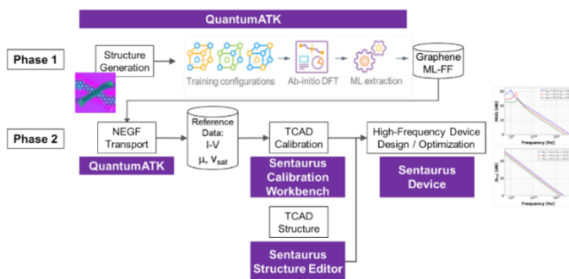 QuantumATK
Phase 1
Structure
Generation
Training configurations
Ab-initio DFT
ML extraction
Graphene
ML-FF
Phase 2
NEGF
Transport
QuantumATK
Reference
Data:
I-V
μ, Vsat
TCAD
Calibration
Sentaurus
Calibration
Workbench
High-Frequency Device
Design / Optimization
Sentaurus
Device
TCAD
Structure
Sentaurus
Structure Editor
Frequency [Hz]
Frequency [Hz]